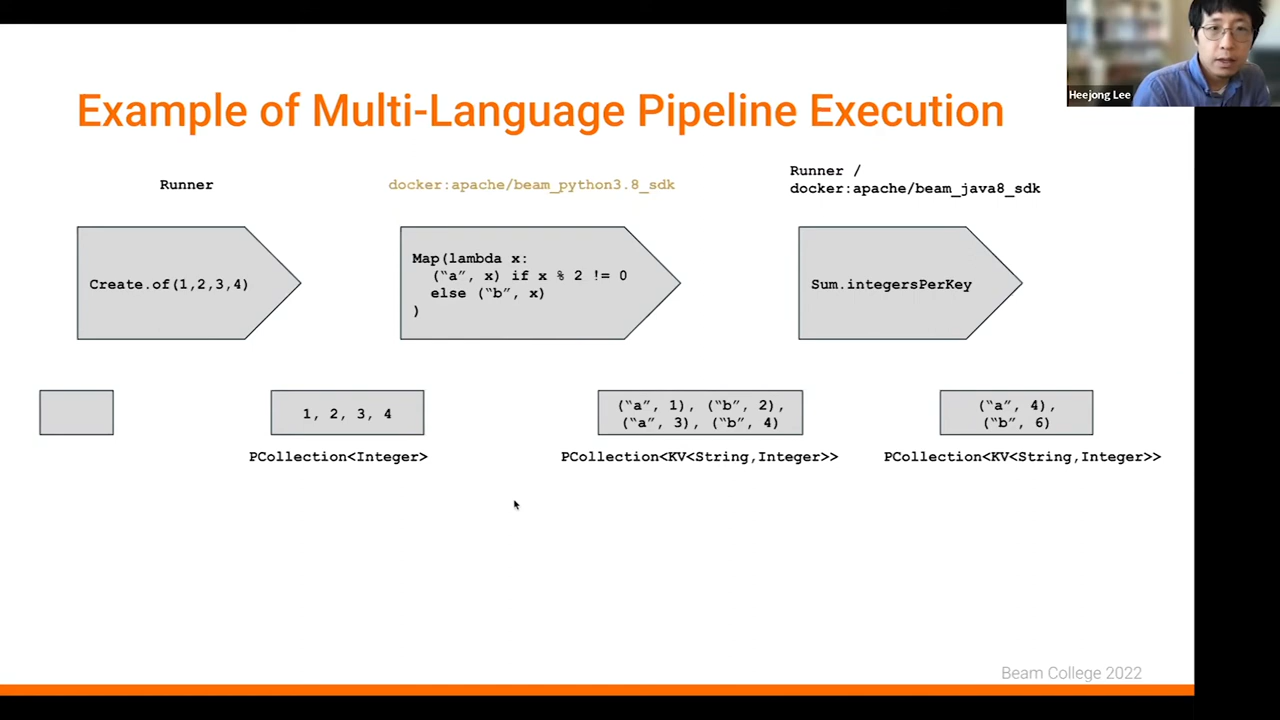 Heejong Lee
Example of Multi-Language Pipeline Execution
Runner
docker:apache/beam_python3.8_sdk
Runner /
docker:apache/beam_java8_sdk
Create.of(1,2,3,4)
Map(lambda x:
(“a”, x) if x % 2 != 0
else (“b”, x)
)
Sum.integersPerKey
1, 2, 3, 4
(“a”, 1), (“b”, 2),
(“a”, 3), (“b”, 4)
(“a”, 4),
(“b”, 6)
PCollection<Integer>
PCollection<KV<String,Integer>>
PCollection<KV<String,Integer>>
Beam College 2022